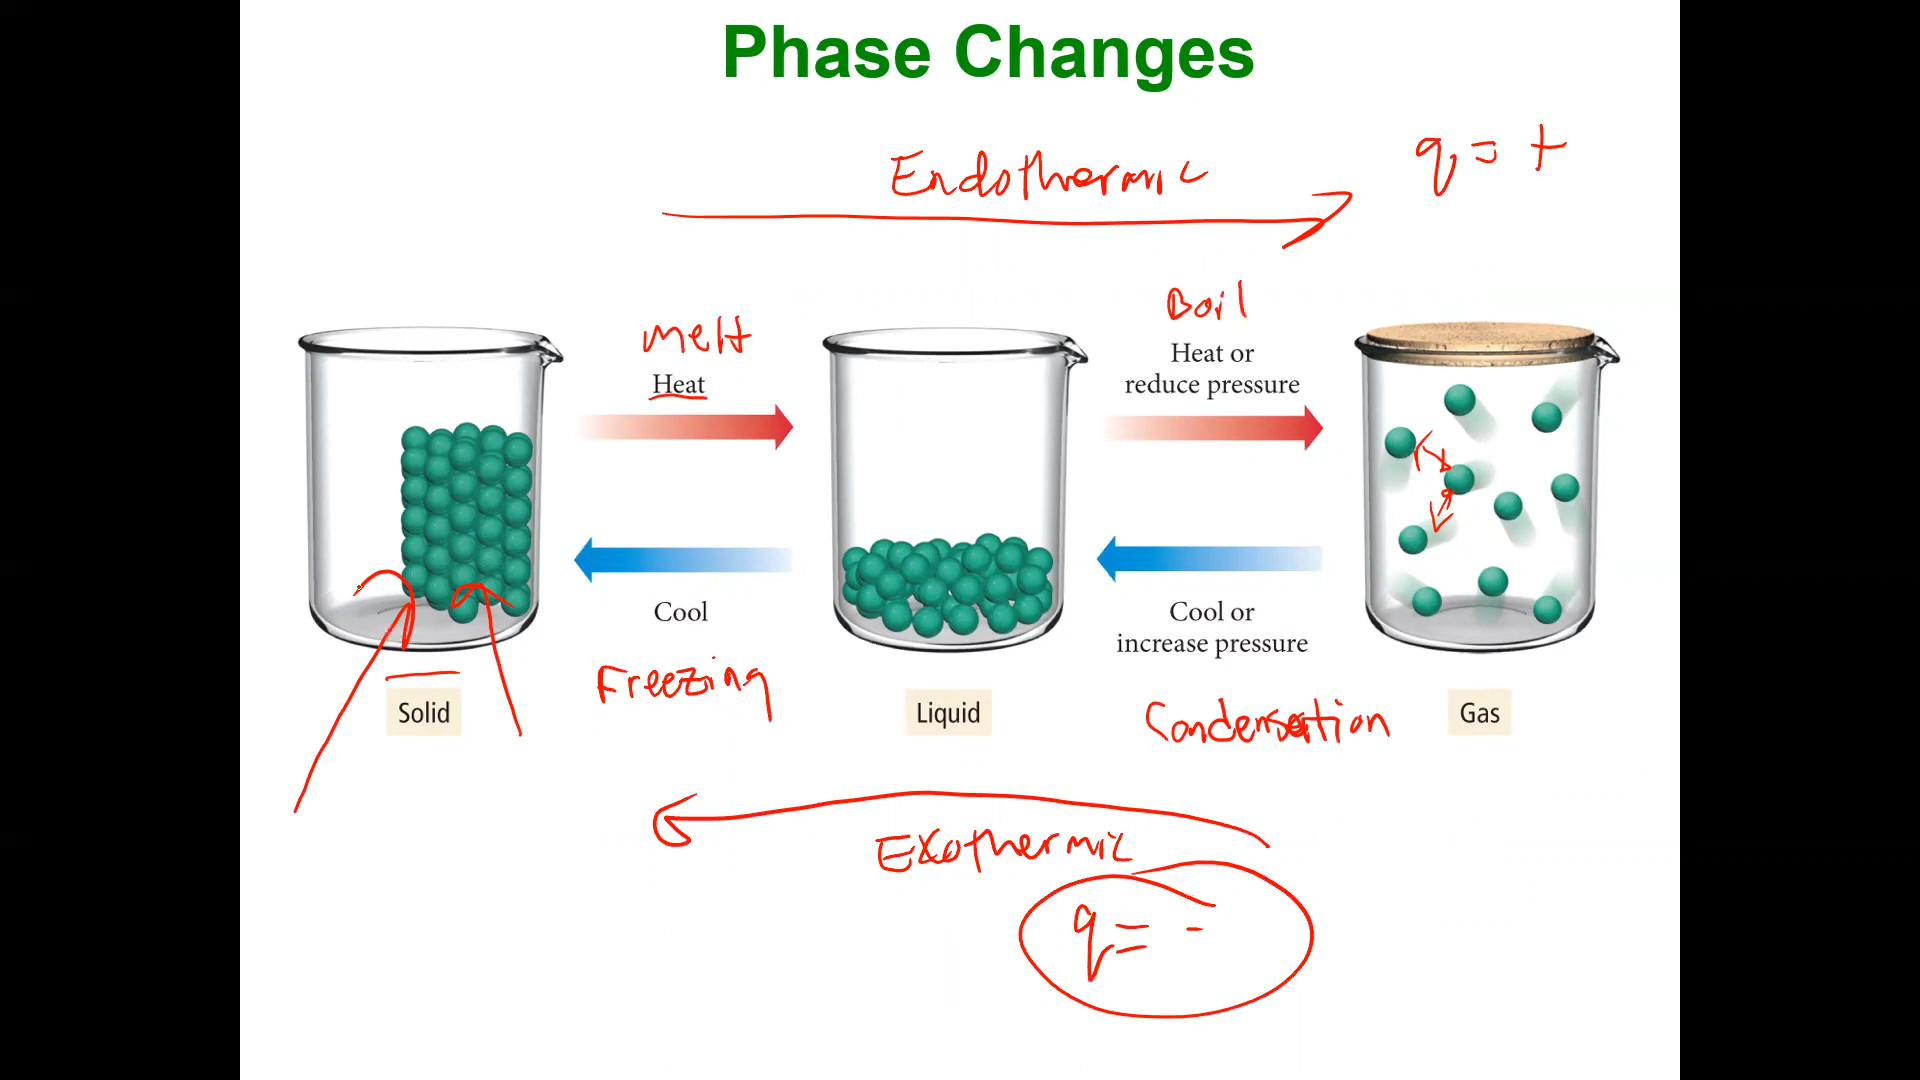 Phase Changes
Endothermic
q = +
Melt
Heat
Boil
Heat or
reduce pressure
Cool
Freezing
Cool or
increase pressure
Condensation
Solid
Liquid
Gas
Exothermic
q = -